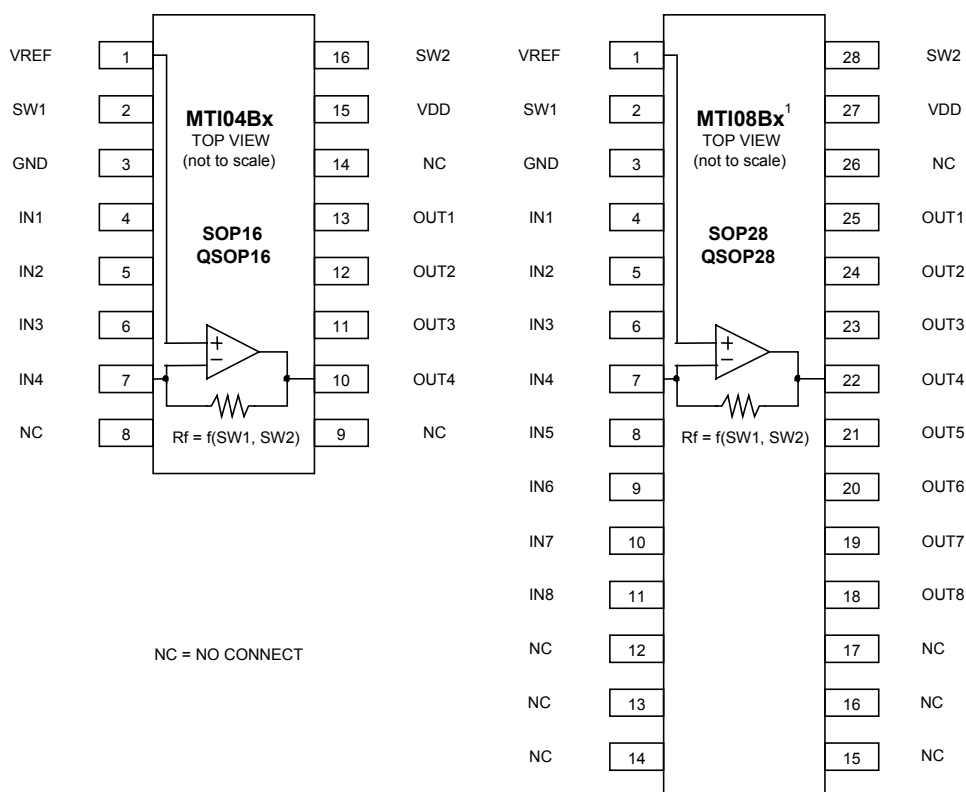 VREF 1 16 SW2
SW1 2 15 VDD
MTI04Bx
TOP VIEW
(not to scale)
GND 3 14 NC
IN1 4 13 OUT1
SOP16
QSOP16
IN2 5 12 OUT2
IN3 6 11 OUT3
+
−
IN4 7 10 OUT4
NC 8 9 NC
Rf = f(SW1, SW2)
NC = NO CONNECT
VREF 1 28 SW2
SW1 2 27 VDD
MTI08Bx¹
TOP VIEW
(not to scale)
GND 3 26 NC
IN1 4 25 OUT1
SOP28
QSOP28
IN2 5 24 OUT2
IN3 6 23 OUT3
+
−
IN4 7 22 OUT4
IN5 8 21 OUT5
Rf = f(SW1, SW2)
IN6 9 20 OUT6
IN7 10 19 OUT7
IN8 11 18 OUT8
NC 12 17 NC
NC 13 16 NC
NC 14 15 NC